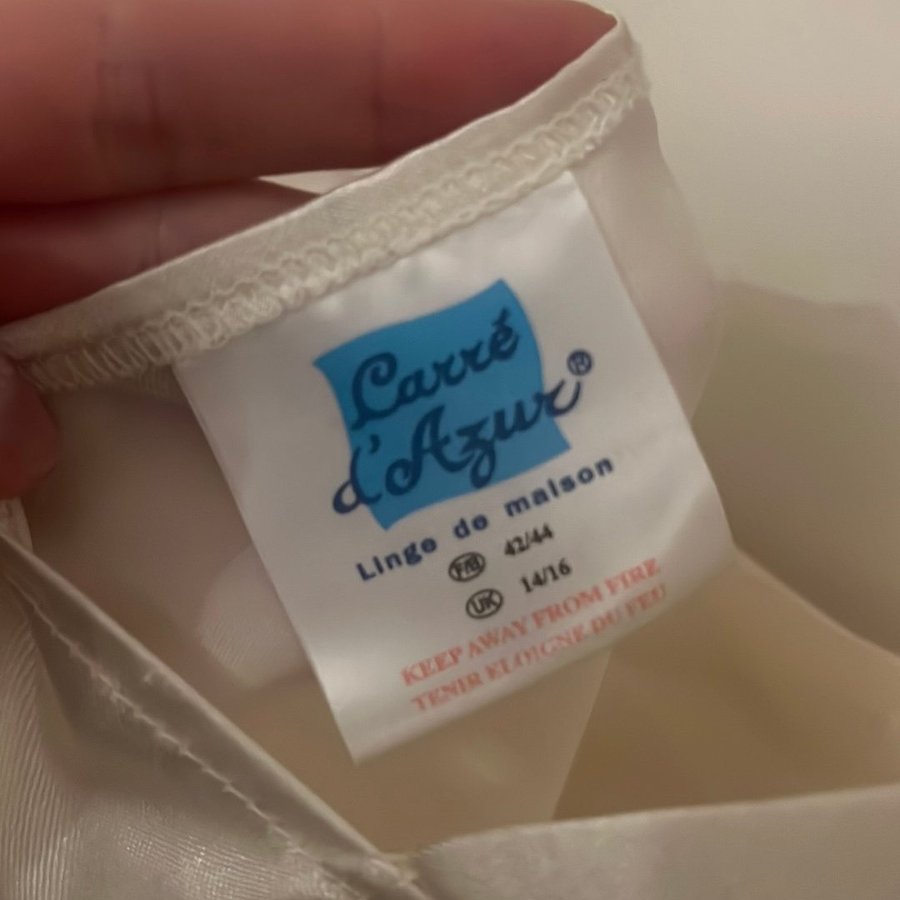 Carré
d'Azur®
Linge de maison
F/B 42/44
UK 14/16
KEEP AWAY FROM FIRE
TENIR ELOIGNE DU FEU